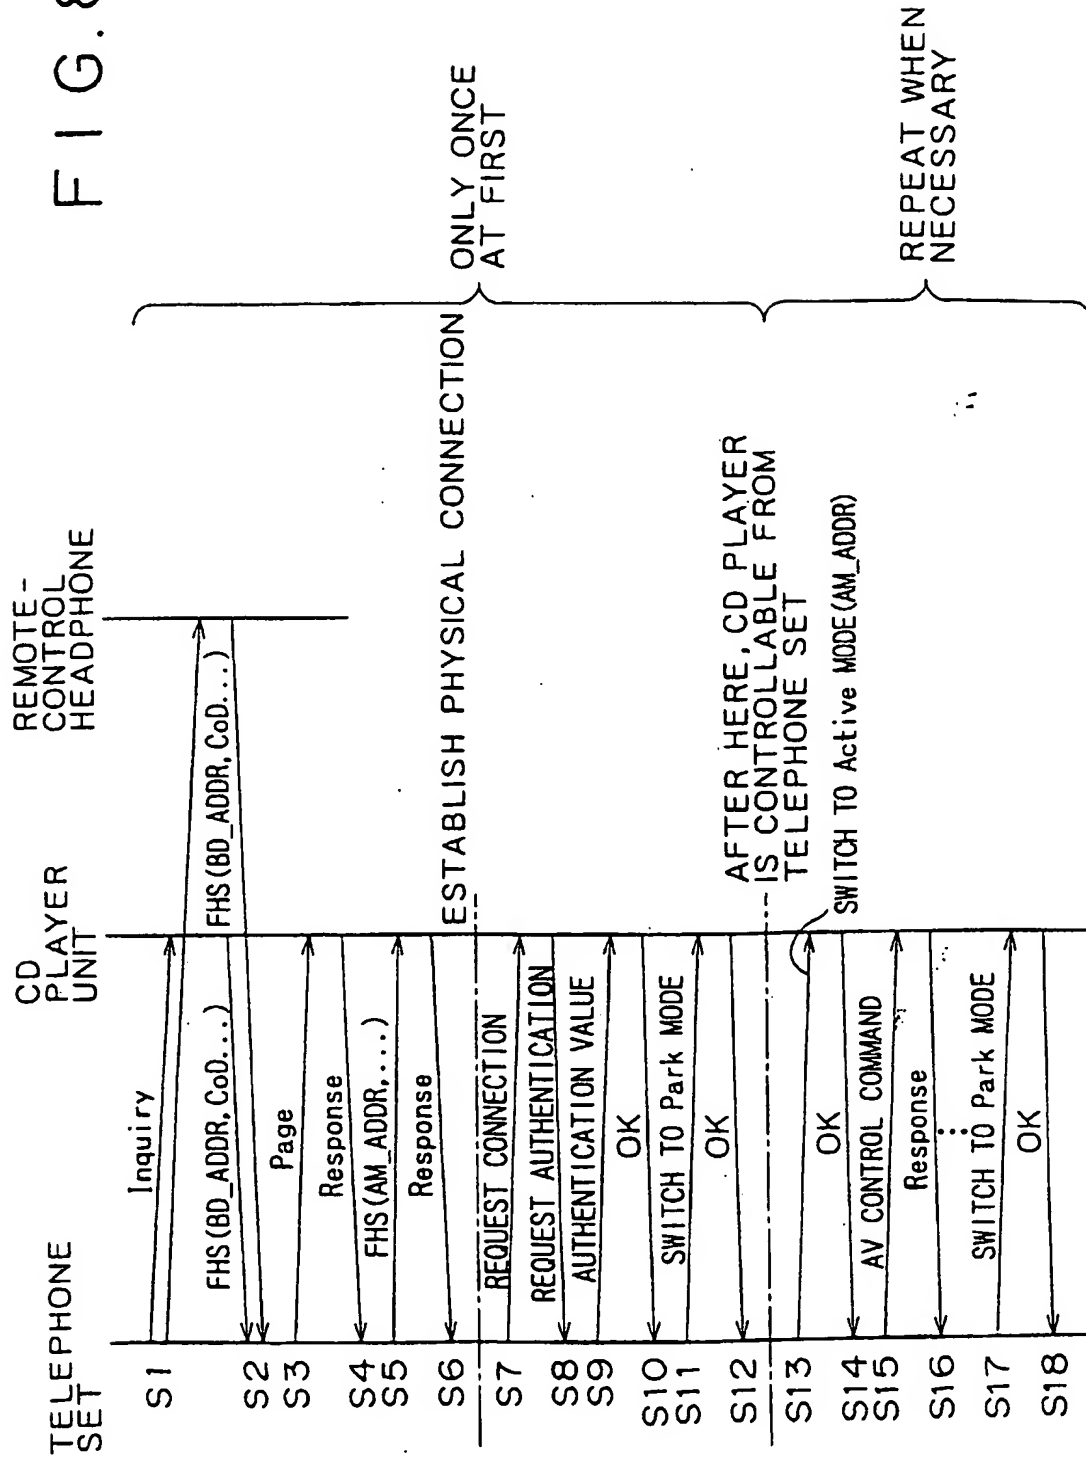 FIG.8
TELEPHONE
SET
CD
PLAYER
UNIT
REMOTE-
CONTROL
HEADPHONE
S1
Inquiry
FHS(BD_ADDR,CoD...)
FHS(BD_ADDR,CoD...)
S2
S3
Page
S4
Response
S5
FHS(AM_ADDR,...)
S6
Response
ESTABLISH PHYSICAL CONNECTION
S7
REQUEST CONNECTION
S8
REQUEST AUTHENTICATION
S9
AUTHENTICATION VALUE
S10
OK
S11
SWITCH TO Park MODE
S12
OK
ONLY ONCE
AT FIRST
AFTER HERE, CD PLAYER
IS CONTROLLABLE FROM
TELEPHONE SET
SWITCH TO Active MODE(AM_ADDR)
S13
S14
OK
S15
AV CONTROL COMMAND
S16
Response
S17
SWITCH TO Park MODE
S18
OK
REPEAT WHEN
NECESSARY